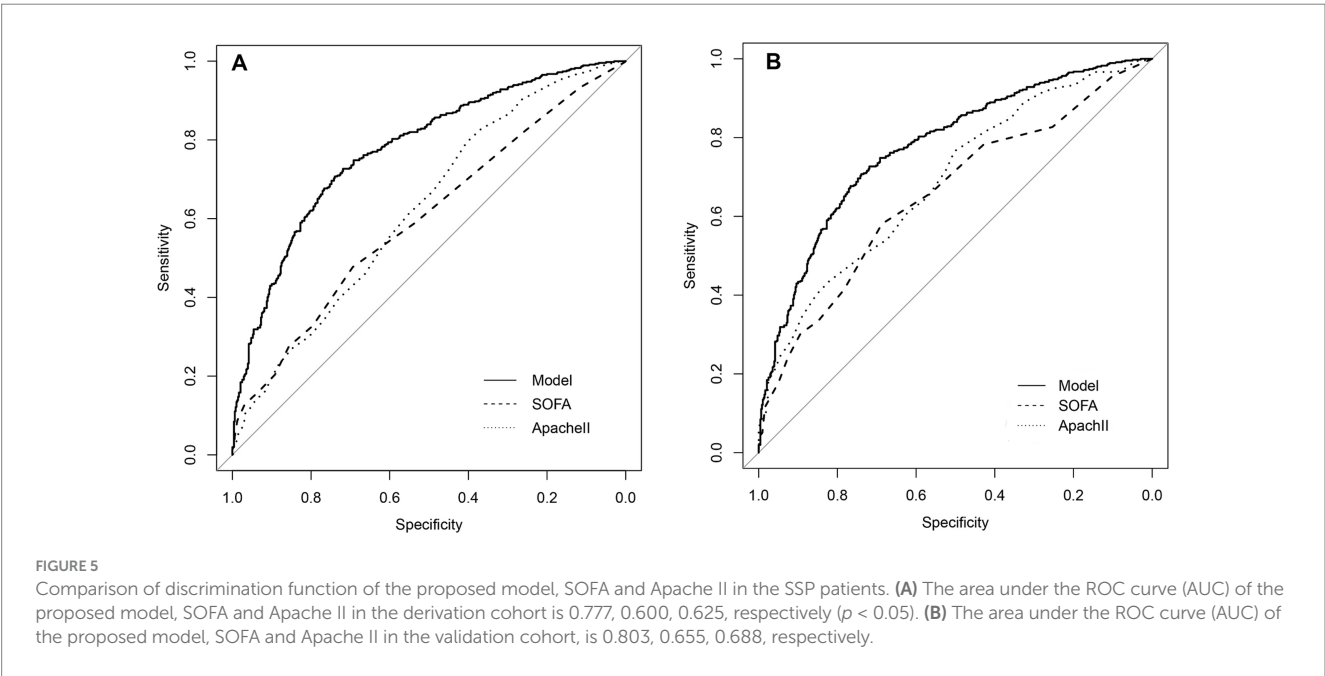 A
1.0
0.8
0.6
0.4
0.2
0.0
Sensitivity
Model
SOFA
ApacheII
1.0 0.8 0.6 0.4 0.2 0.0
Specificity
B
1.0
0.8
0.6
0.4
0.2
0.0
Sensitivity
Model
SOFA
ApachII
1.0 0.8 0.6 0.4 0.2 0.0
Specificity
FIGURE 5
Comparison of discrimination function of the proposed model, SOFA and Apache II in the SSP patients. (A) The area under the ROC curve (AUC) of the
proposed model, SOFA and Apache II in the derivation cohort is 0.777, 0.600, 0.625, respectively (p < 0.05). (B) The area under the ROC curve (AUC) of
the proposed model, SOFA and Apache II in the validation cohort, is 0.803, 0.655, 0.688, respectively.